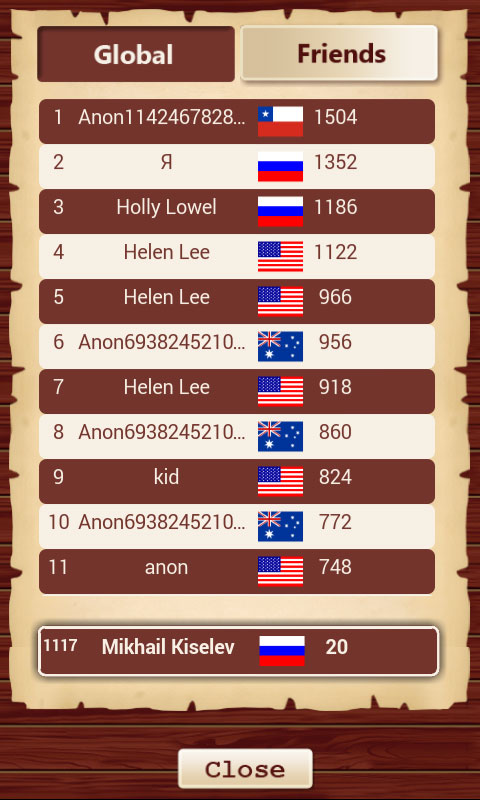 Global Friends
1 Anon1142467828... 1504
2 Я 1352
3 Holly Lowel 1186
4 Helen Lee 1122
5 Helen Lee 966
6 Anon6938245210... 956
7 Helen Lee 918
8 Anon6938245210... 860
9 kid 824
10 Anon6938245210... 772
11 anon 748
1117 Mikhail Kiselev 20
Close